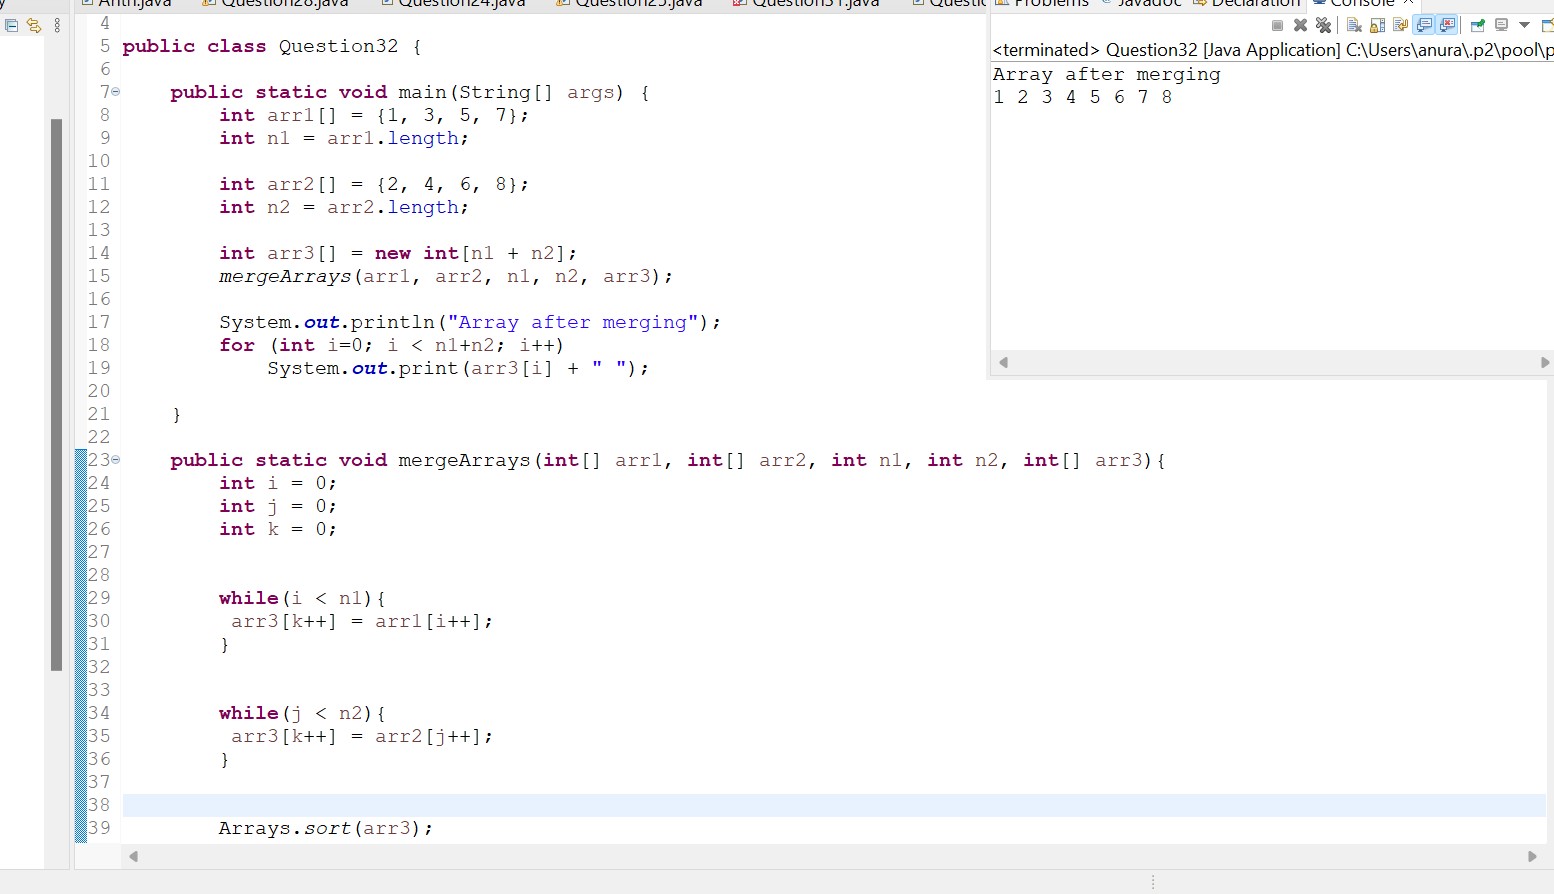 Anth.java Question28.java Question24.java Question25.java Question31.java
Problems Javadoc Declaration Console
<terminated> Question32 [Java Application] C:\Users\anura\.p2\pool\p
Array after merging
1 2 3 4 5 6 7 8
4
5 public class Question32 {
6
7 public static void main(String[] args) {
8 int arr1[] = {1, 3, 5, 7};
9 int n1 = arr1.length;
10
11 int arr2[] = {2, 4, 6, 8};
12 int n2 = arr2.length;
13
14 int arr3[] = new int[n1 + n2];
15 mergeArrays(arr1, arr2, n1, n2, arr3);
16
17 System.out.println("Array after merging");
18 for (int i=0; i < n1+n2; i++)
19 System.out.print(arr3[i] + " ");
20
21 }
22
23 public static void mergeArrays(int[] arr1, int[] arr2, int n1, int n2, int[] arr3){
24 int i = 0;
25 int j = 0;
26 int k = 0;
27
28
29 while(i < n1){
30 arr3[k++] = arr1[i++];
31 }
32
33
34 while(j < n2){
35 arr3[k++] = arr2[j++];
36 }
37
38
39 Arrays.sort(arr3);